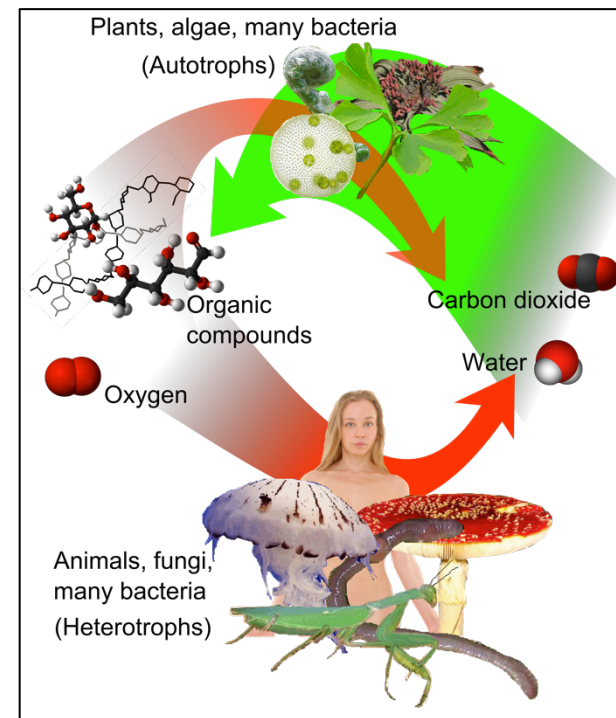 Plants, algae, many bacteria
(Autotrophs)
Organic
compounds
Oxygen
Carbon dioxide
Water
Animals, fungi,
many bacteria
(Heterotrophs)